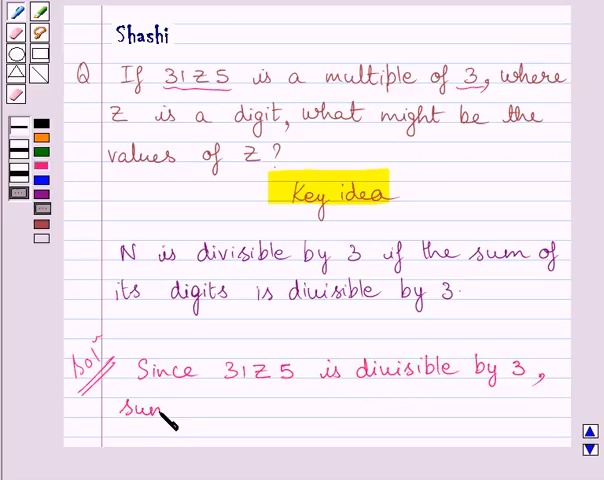 Shashi
Q If 31Z5 is a multiple of 3, where
Z is a digit, what might be the
values of Z?
Key idea
N is divisible by 3 if the sum of
its digits is divisible by 3.
Solⁿ Since 31Z5 is divisible by 3,
sum